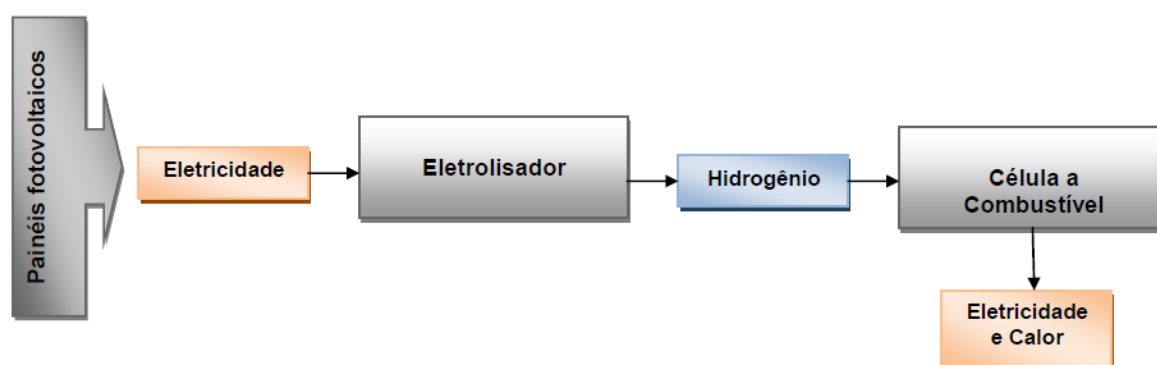 Painéis fotovoltaicos
Eletricidade
Eletrolisador
Hidrogênio
Célula a
Combustível
Eletricidade
e Calor